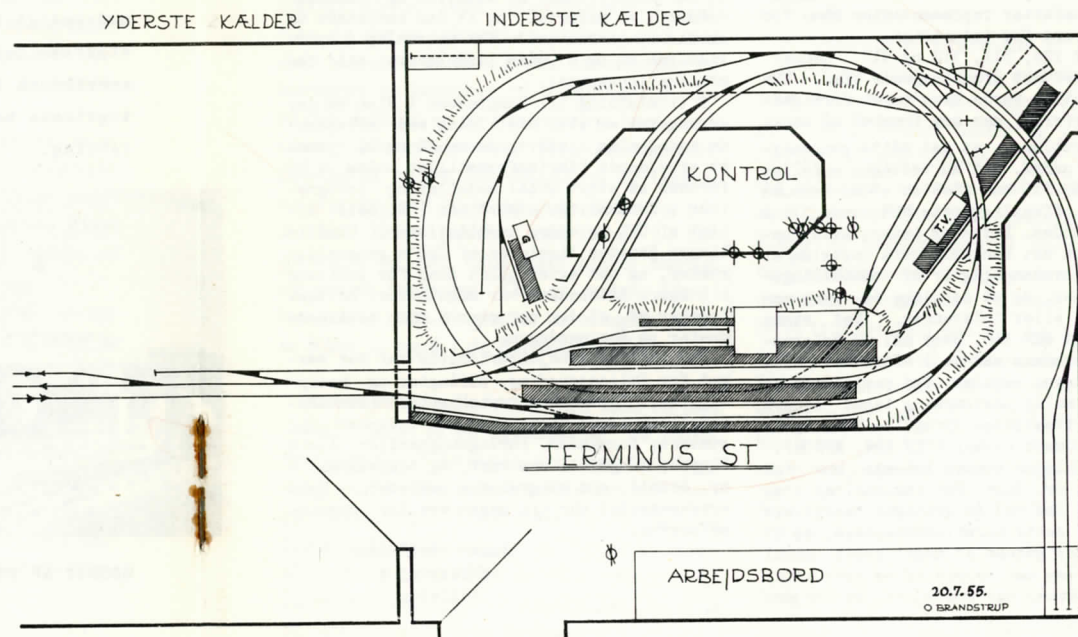 YDERSTE KÆLDER
INDERSTE KÆLDER
KONTROL
G
T.V.
TERMINUS ST
ARBEJDSBORD
20.7.55.
O BRANDSTRUP